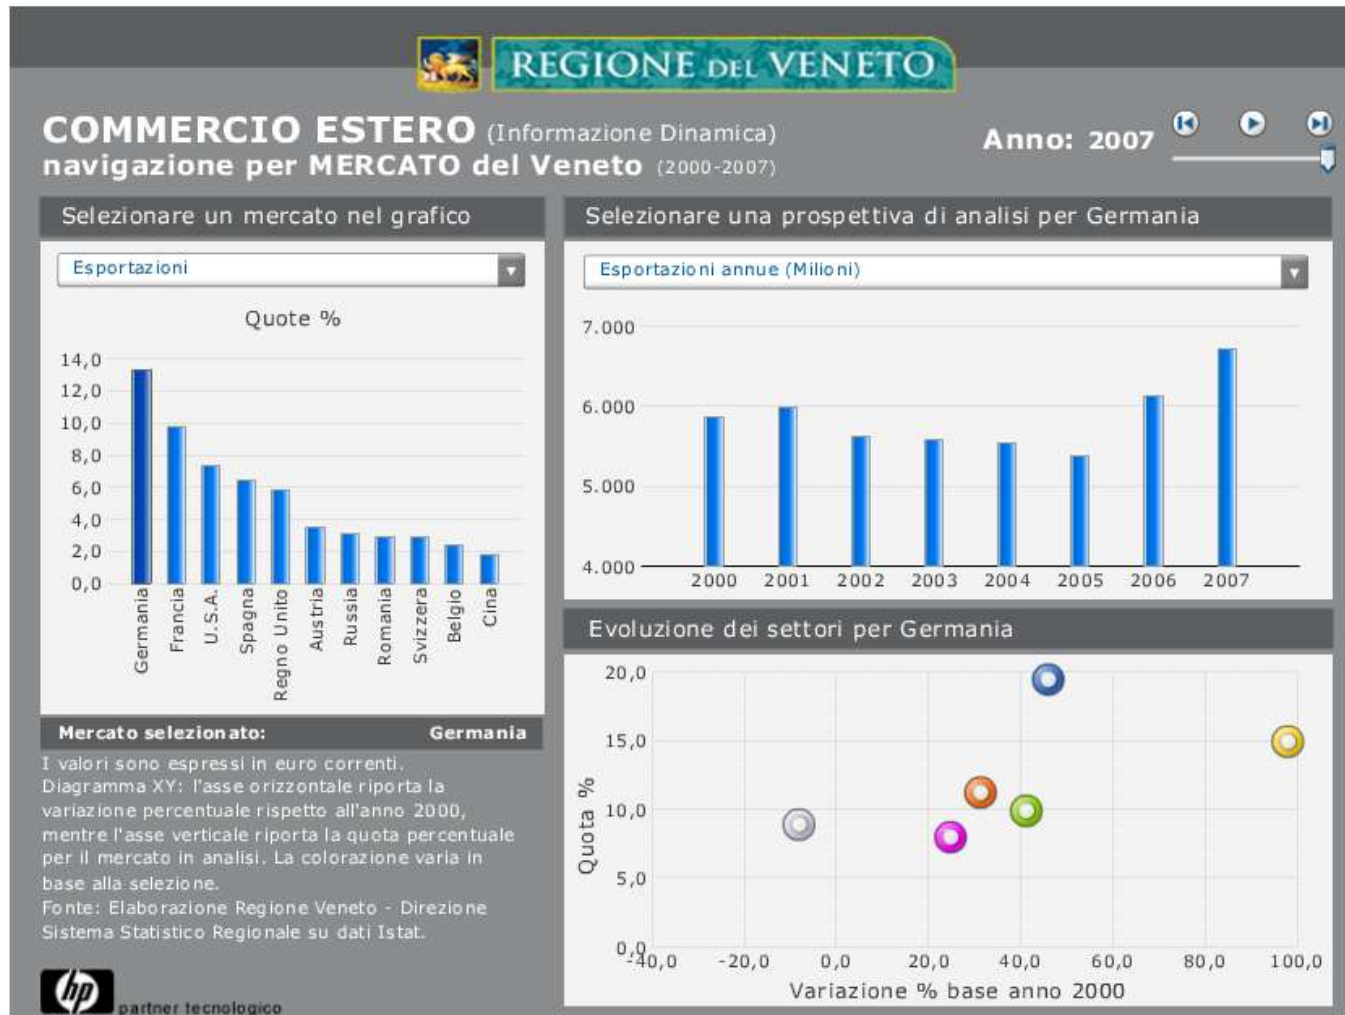 REGIONE DEL VENETO
COMMERCIO ESTERO (Informazione Dinamica)
navigazione per MERCATO del Veneto (2000-2007)
Anno: 2007
Selezionare un mercato nel grafico
Esportazioni
Quote %
14,0
12,0
10,0
8,0
6,0
4,0
2,0
0,0
Germania
Francia
U.S.A.
Spagna
Regno Unito
Austria
Russia
Romania
Svizzera
Belgio
Cina
Mercato selezionato: Germania
I valori sono espressi in euro correnti.
Diagramma XY: l'asse orizzontale riporta la
variazione percentuale rispetto all'anno 2000,
mentre l'asse verticale riporta la quota percentuale
per il mercato in analisi. La colorazione varia in
base alla selezione.
Fonte: Elaborazione Regione Veneto - Direzione
Sistema Statistico Regionale su dati Istat.
hp
partner tecnologico
Selezionare una prospettiva di analisi per Germania
Esportazioni annue (Milioni)
7.000
6.000
5.000
4.000
2000 2001 2002 2003 2004 2005 2006 2007
Evoluzione dei settori per Germania
20,0
15,0
10,0
5,0
0,0
Quota %
-40,0 -20,0 0,0 20,0 40,0 60,0 80,0 100,0
Variazione % base anno 2000